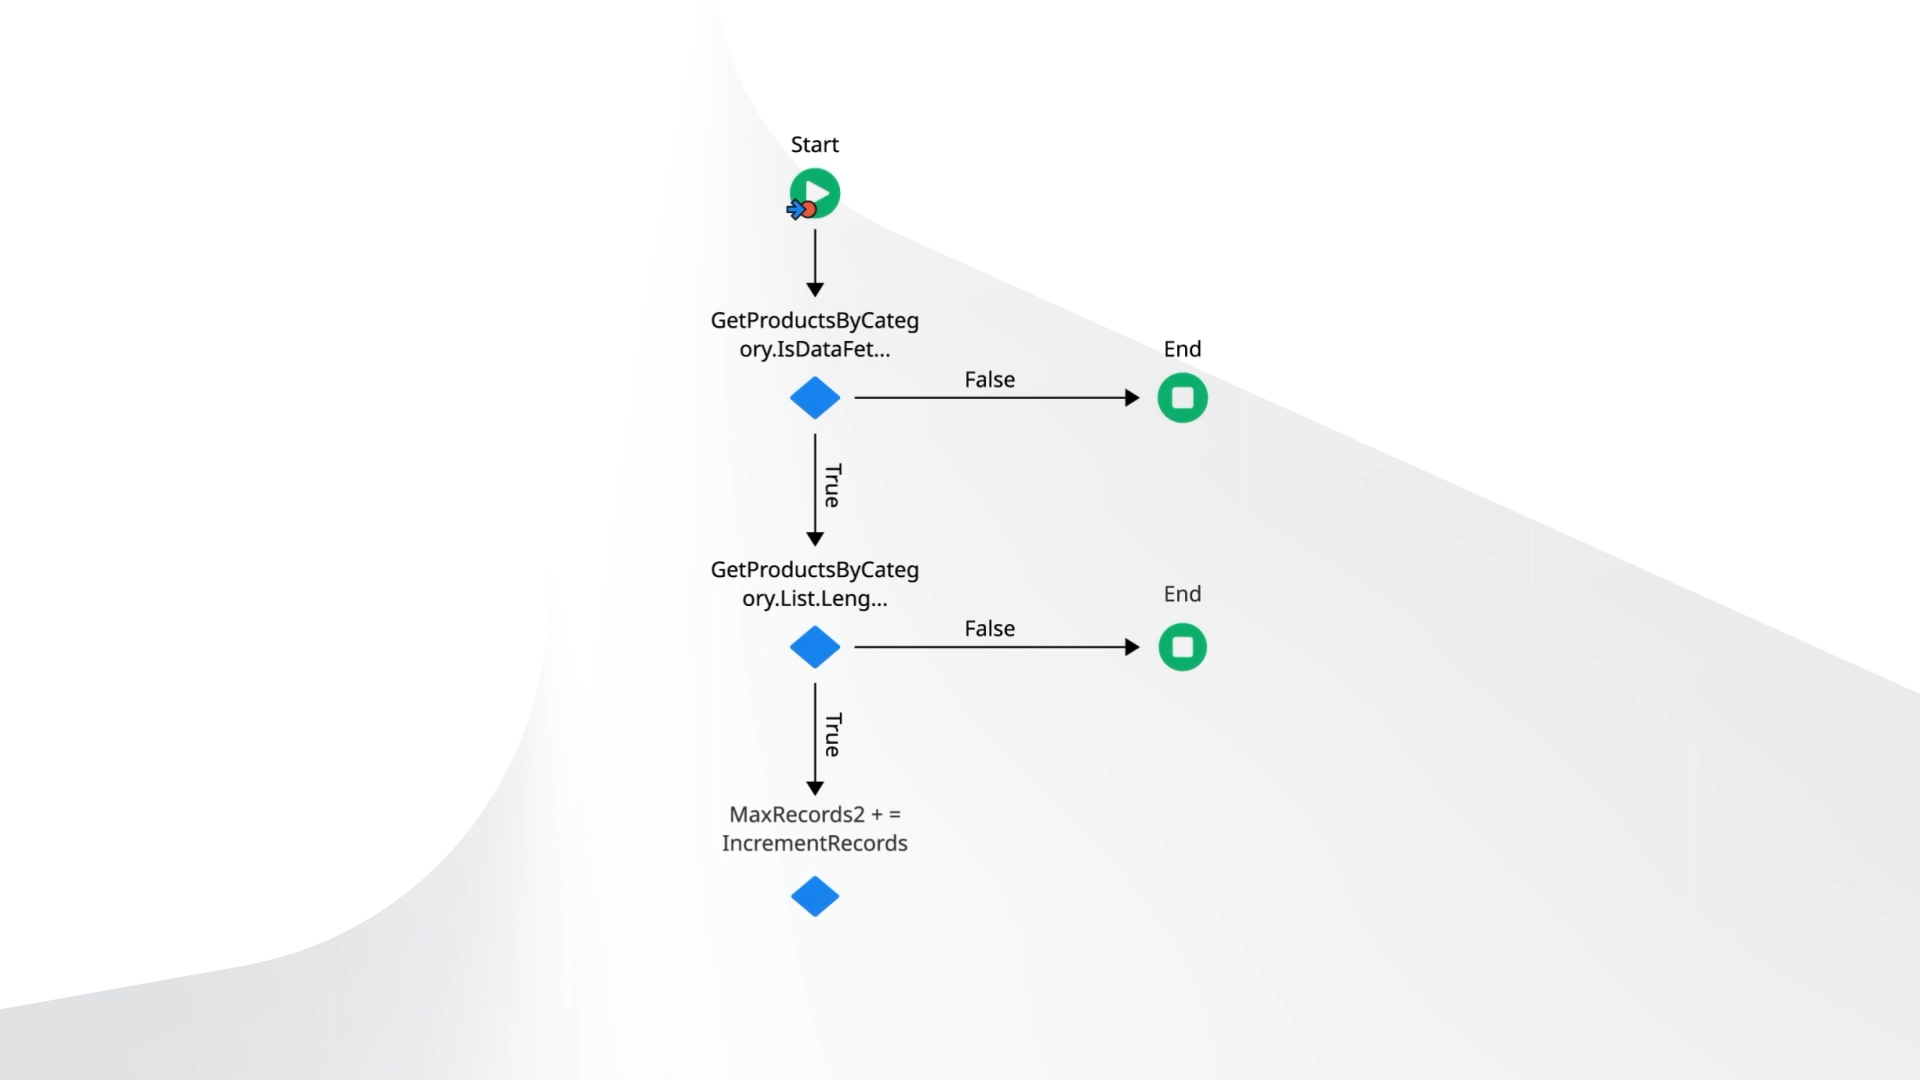 Start
GetProductsByCateg
ory.IsDataFet...
End
False
True
GetProductsByCateg
ory.List.Leng...
End
False
True
MaxRecords2 + =
IncrementRecords